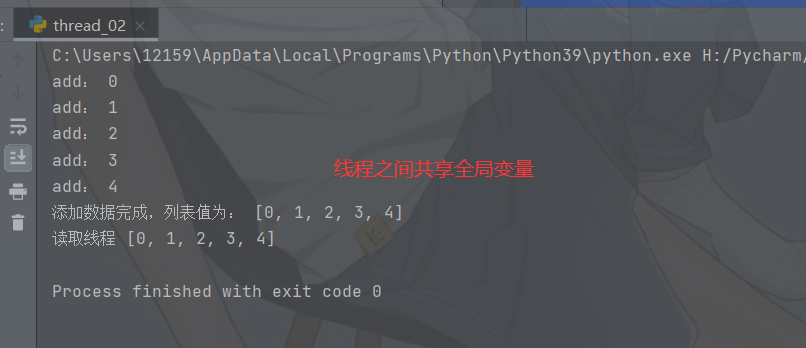 thread_02
C:\Users\12159\AppData\Local\Programs\Python\Python39\python.exe H:/Pycharm/
add： 0
add： 1
add： 2
add： 3
线程之间共享全局变量
add： 4
添加数据完成，列表值为： [0, 1, 2, 3, 4]
读取线程 [0, 1, 2, 3, 4]
Process finished with exit code 0